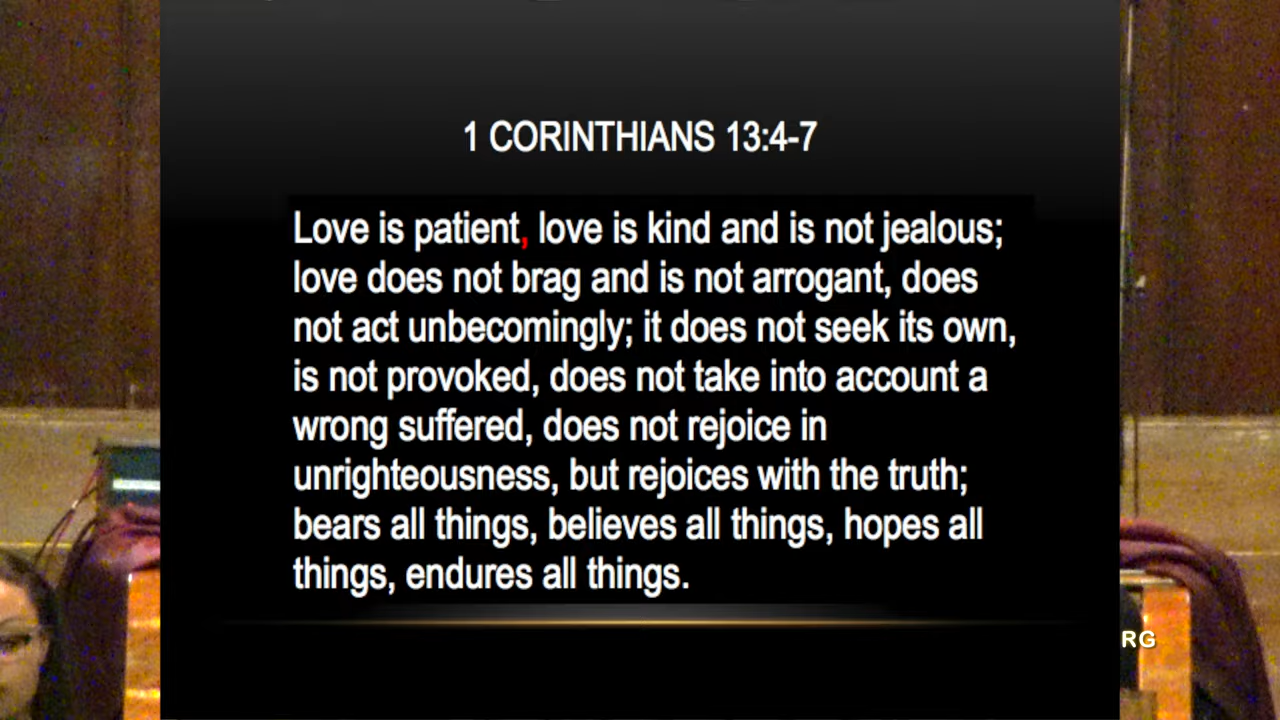 1 CORINTHIANS 13:4-7
Love is patient, love is kind and is not jealous;
love does not brag and is not arrogant, does
not act unbecomingly; it does not seek its own,
is not provoked, does not take into account a
wrong suffered, does not rejoice in
unrighteousness, but rejoices with the truth;
bears all things, believes all things, hopes all
things, endures all things.
RG